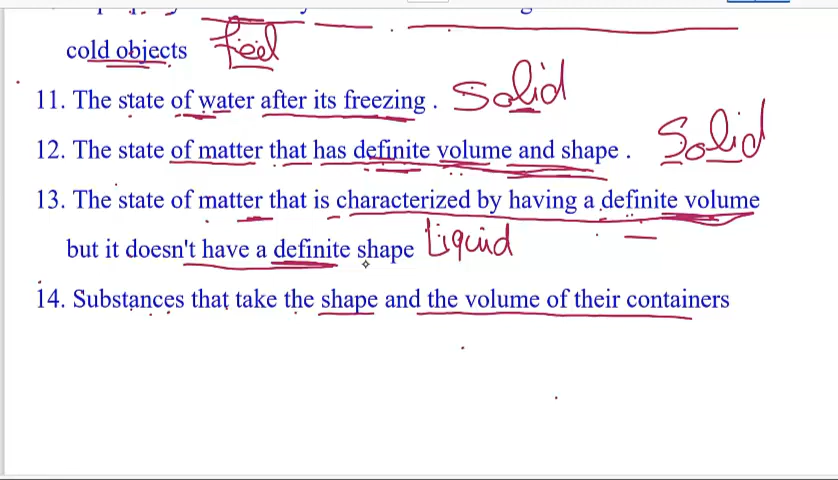 cold objects feel
11. The state of water after its freezing . Solid
12. The state of matter that has definite volume and shape . Solid
13. The state of matter that is characterized by having a definite volume
but it doesn't have a definite shape Liquid
14. Substances that take the shape and the volume of their containers